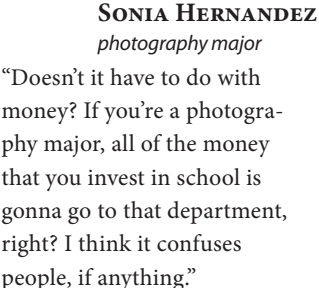 Sonia Hernandez
photography major
“Doesn’t it have to do with
money? If you’re a photogra-
phy major, all of the money
that you invest in school is
gonna go to that department,
right? I think it confuses
people, if anything.”